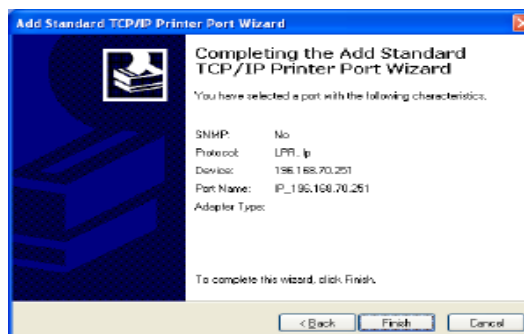 Add Standard TCP/IP Printer Port Wizard
Completing the Add Standard
TCP/IP Printer Port Wizard
You have selected a port with the following characteristics.
SNMP: No
Protocol: LPR, lp
Device: 196.168.70.251
Port Name: IP_196.168.70.251
Adapter Type:
To complete this wizard, click Finish.
< Back Finish Cancel